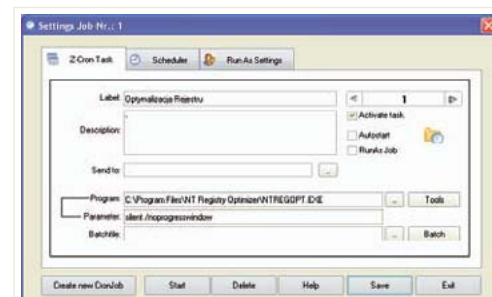 Settings Job Nr.: 1
Z-Cron Task Scheduler Run As Settings
Label: Optymalizacja Rejestru 1
Activate task
Description:
Autostart
RunAs Job
Send to: ...
Program: C:\Program Files\NT Registry Optimizer\NTREGOPT.EXE ... Tools
Parameter: silent /noprogresswindow
Batchfile: ... Batch
Create new CronJob Start Delete Help Save Exit